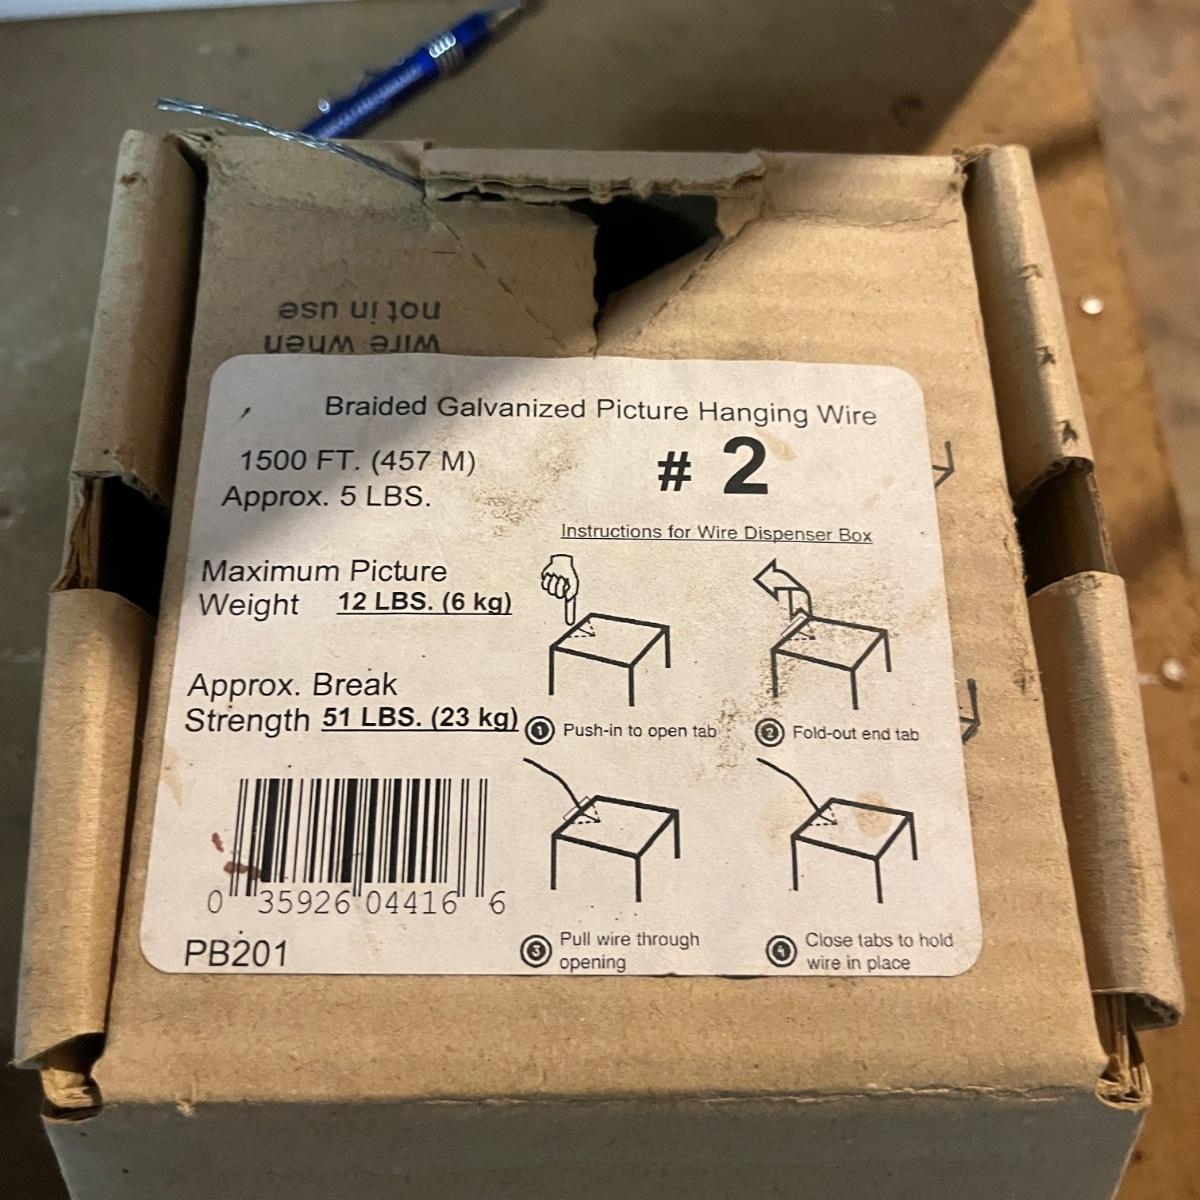 not in use
wire when
Braided Galvanized Picture Hanging Wire
1500 FT. (457 M)
# 2
Approx. 5 LBS.
Instructions for Wire Dispenser Box
Maximum Picture
Weight 12 LBS. (6 kg)
Approx. Break
Strength 51 LBS. (23 kg)
1 Push-in to open tab
2 Fold-out end tab
0 35926 04416 6
PB201
3 Pull wire through
opening
4 Close tabs to hold
wire in place